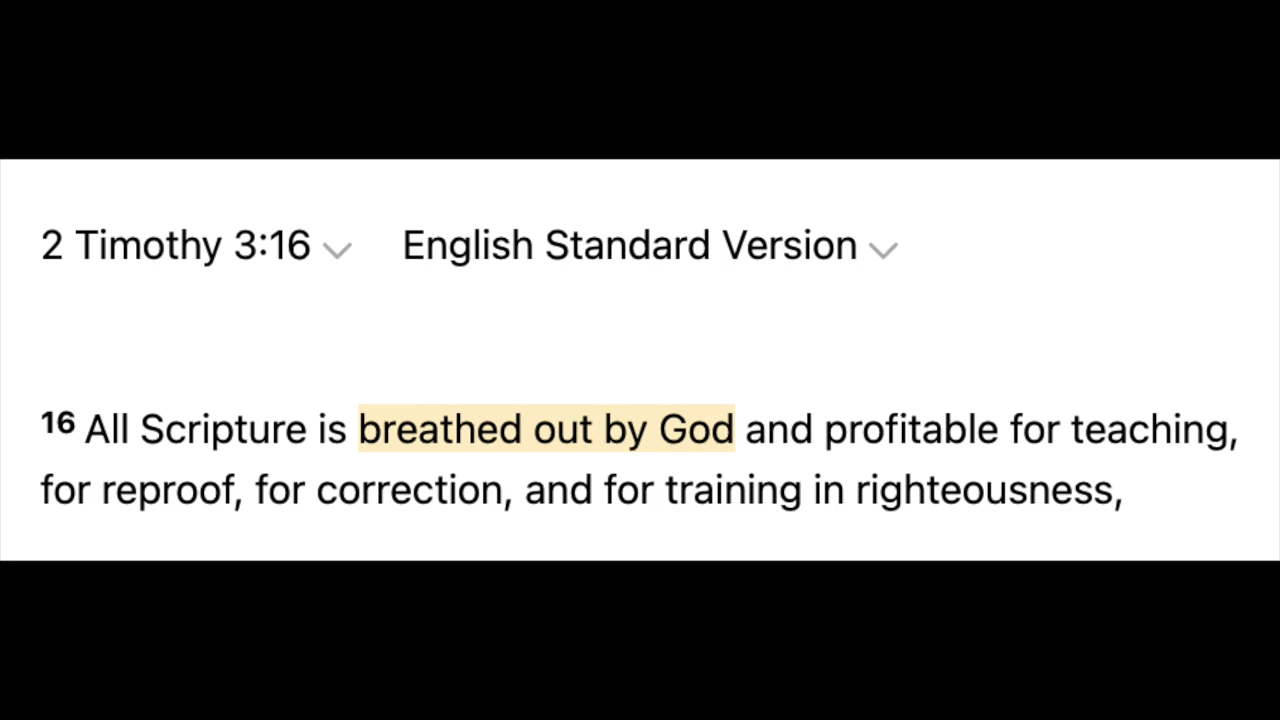 2 Timothy 3:16 English Standard Version
16 All Scripture is breathed out by God and profitable for teaching,
for reproof, for correction, and for training in righteousness,